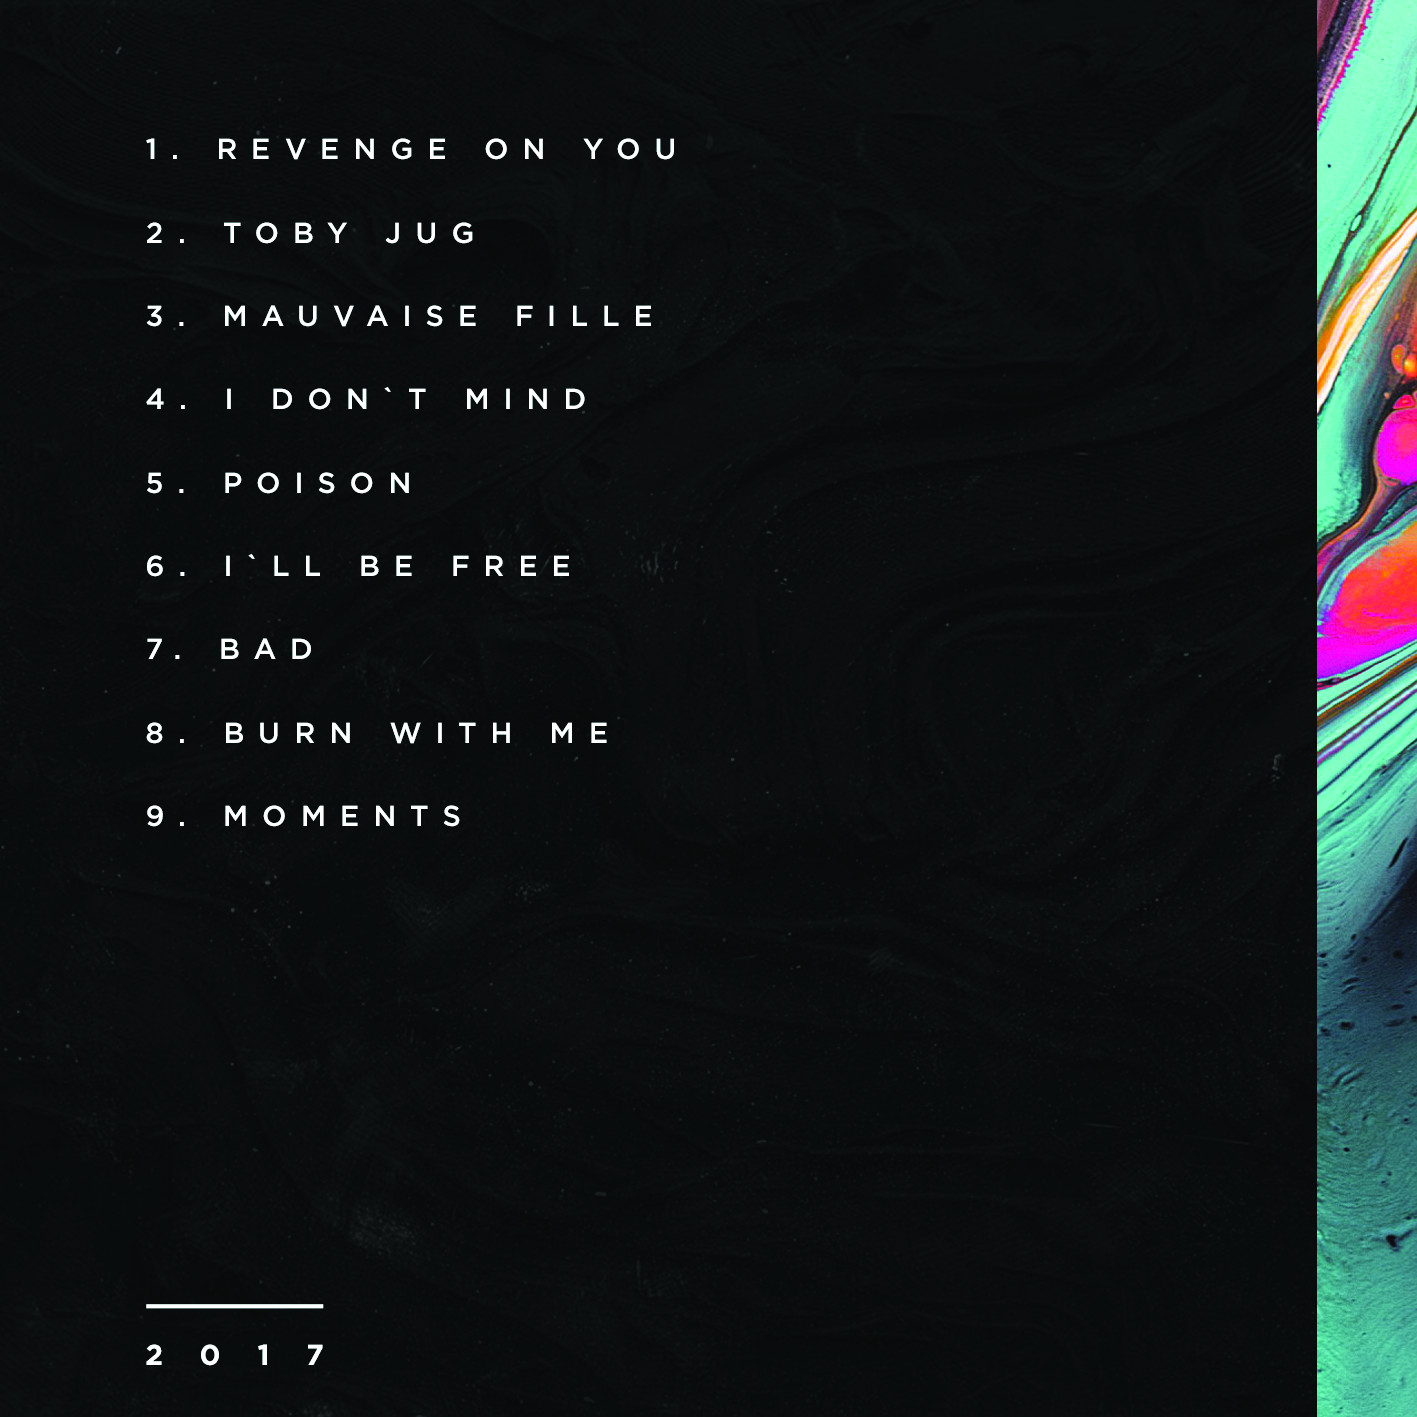 1. REVENGE ON YOU
2. TOBY JUG
3. MAUVAISE FILLE
4. I DON`T MIND
5. POISON
6. I`LL BE FREE
7. BAD
8. BURN WITH ME
9. MOMENTS
2017